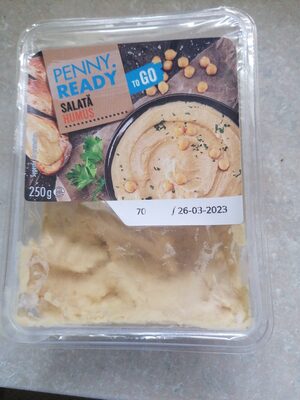 PENNY.
READY
TO GO
SALATĂ
HUMUS
250g
70 / 26-03-2023